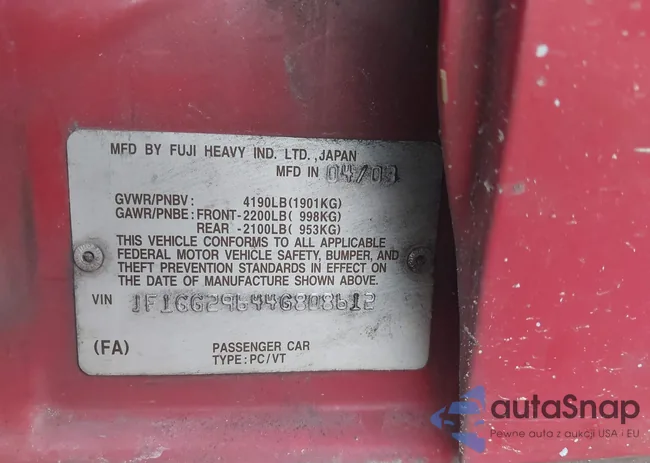 MFD BY FUJI HEAVY IND. LTD.,JAPAN
MFD IN 04/03
GVWR/PNBV: 4190LB(1901KG)
GAWR/PNBE: FRONT-2200LB( 998KG)
REAR -2100LB( 953KG)
THIS VEHICLE CONFORMS TO ALL APPLICABLE
FEDERAL MOTOR VEHICLE SAFETY, BUMPER, AND
THEFT PREVENTION STANDARDS IN EFFECT ON
THE DATE OF MANUFACTURE SHOWN ABOVE.
VIN JF1GG29644G808612
(FA) PASSENGER CAR
TYPE:PC/VT
autaSnap
Pewne auta z aukcji USA i EU